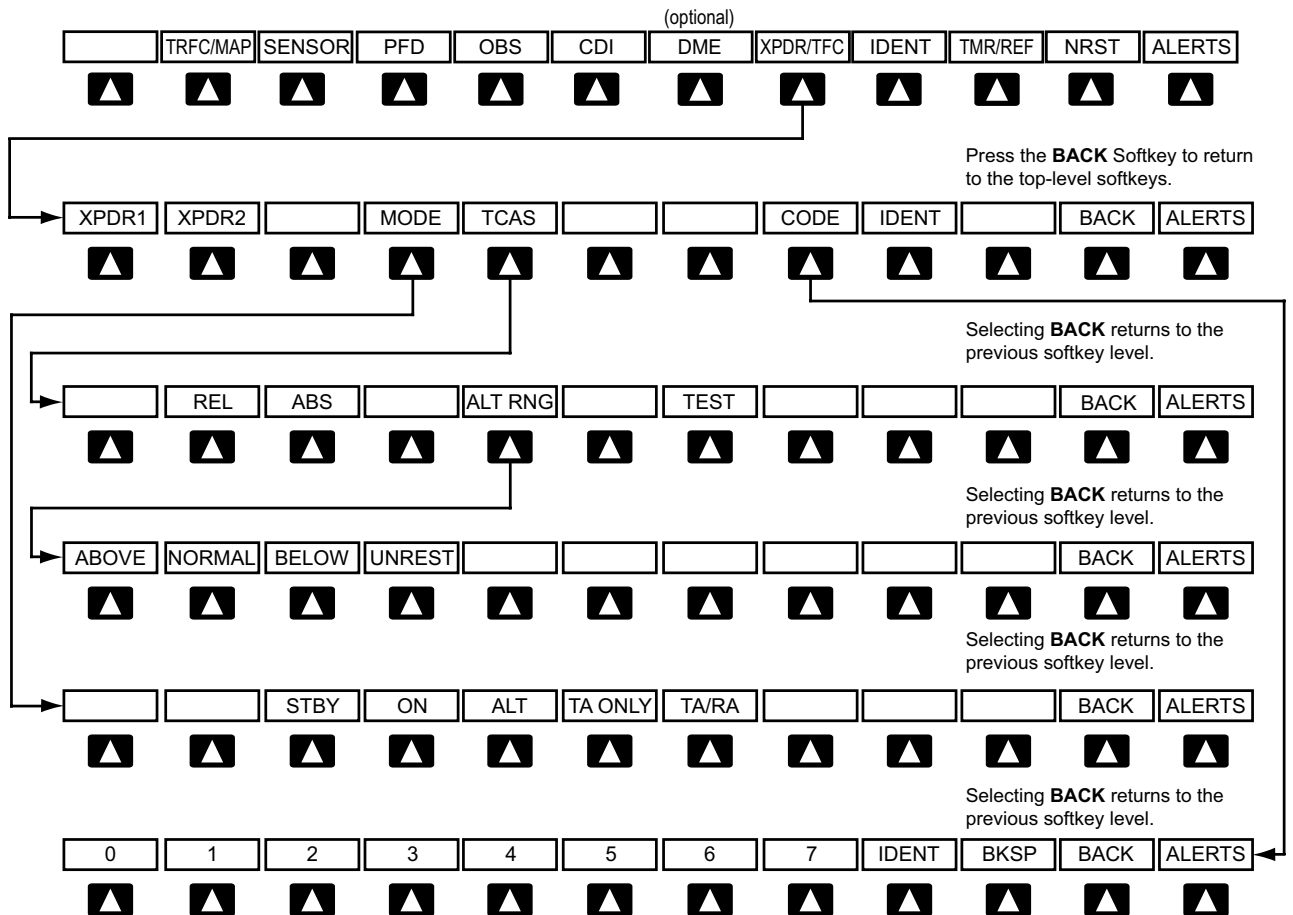 (optional)
TRFC/MAP SENSOR PFD OBS CDI DME XPDR/TFC IDENT TMR/REF NRST ALERTS
Press the BACK Softkey to return
to the top-level softkeys.
XPDR1 XPDR2 MODE TCAS CODE IDENT BACK ALERTS
Selecting BACK returns to the
previous softkey level.
REL ABS ALT RNG TEST BACK ALERTS
Selecting BACK returns to the
previous softkey level.
ABOVE NORMAL BELOW UNREST BACK ALERTS
Selecting BACK returns to the
previous softkey level.
STBY ON ALT TA ONLY TA/RA BACK ALERTS
Selecting BACK returns to the
previous softkey level.
0 1 2 3 4 5 6 7 IDENT BKSP BACK ALERTS